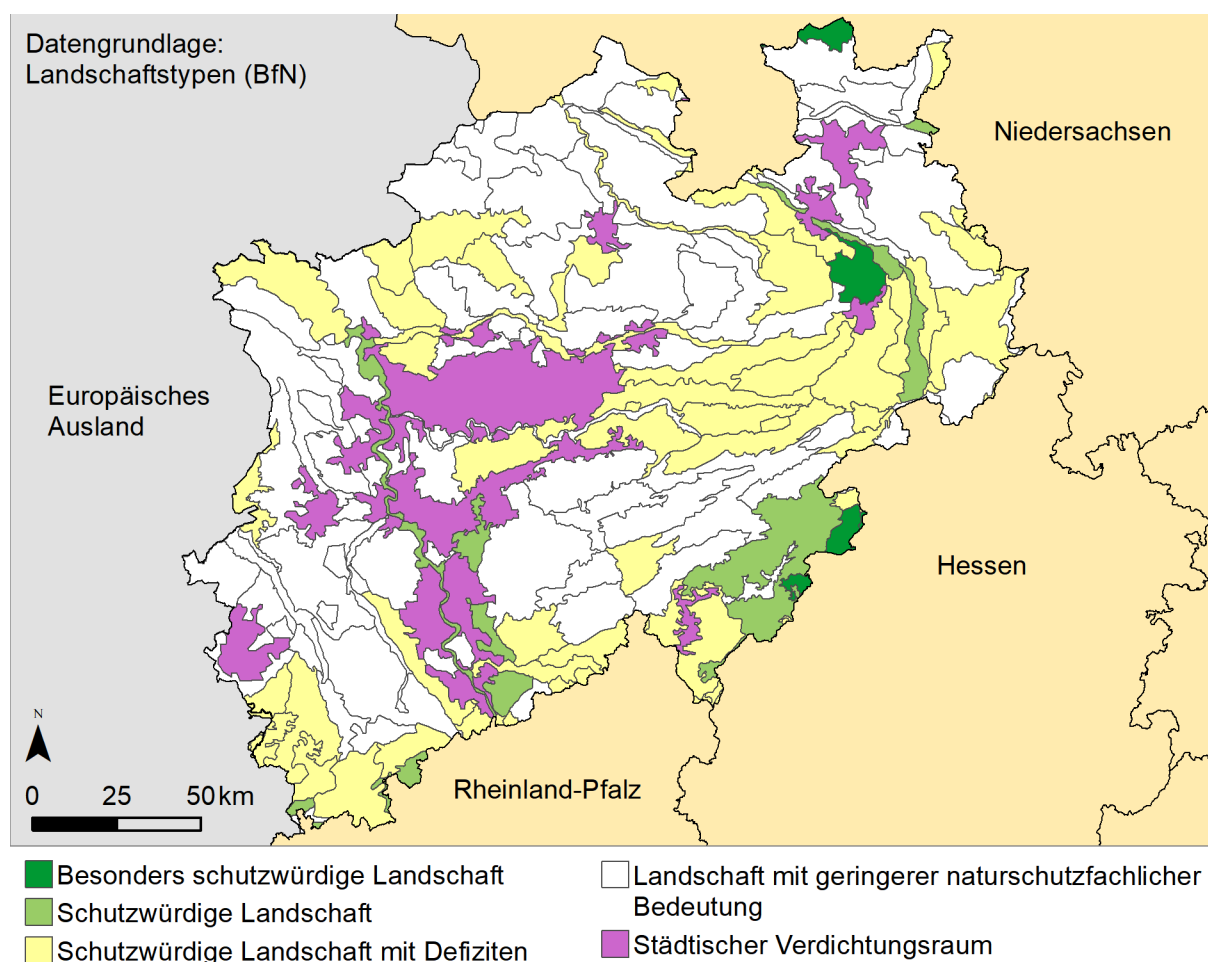 Datengrundlage:
Landschaftstypen (BfN)
Niedersachsen
Europäisches
Ausland
Hessen
Rheinland-Pfalz
N
0 25 50 km
Besonders schutzwürdige Landschaft
Schutzwürdige Landschaft
Schutzwürdige Landschaft mit Defiziten
Landschaft mit geringerer naturschutzfachlicher
Bedeutung
Städtischer Verdichtungsraum